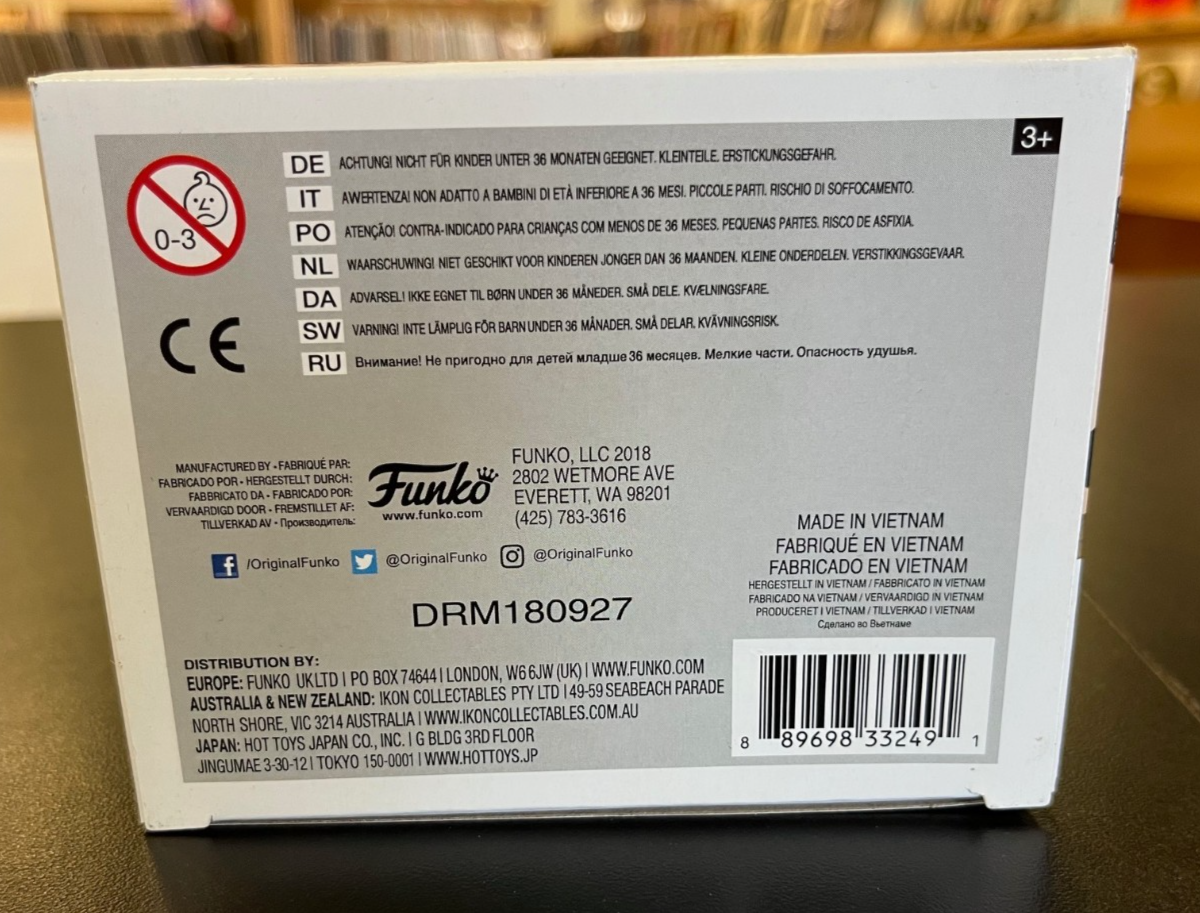 3+
0-3
CE
DE ACHTUNG! NICHT FÜR KINDER UNTER 36 MONATEN GEEIGNET. KLEINTEILE. ERSTICKUNGSGEFAHR.
IT AWERTENZA! NON ADATTO A BAMBINI DI ETÀ INFERIORE A 36 MESI. PICCOLE PARTI. RISCHIO DI SOFFOCAMENTO.
PO ATENÇÃO! CONTRA-INDICADO PARA CRIANÇAS COM MENOS DE 36 MESES. PEQUENAS PARTES. RISCO DE ASFIXIA.
NL WAARSCHUWING! NIET GESCHIKT VOOR KINDEREN JONGER DAN 36 MAANDEN. KLEINE ONDERDELEN. VERSTIKKINGSGEVAAR.
DA ADVARSEL! IKKE EGNET TIL BØRN UNDER 36 MÅNEDER. SMÅ DELE. KVÆLNINGSFARE.
SW VARNING! INTE LÄMPLIG FÖR BARN UNDER 36 MÅNADER. SMÅ DELAR. KVÄVNINGSRISK.
RU Внимание! Не пригодно для детей младше 36 месяцев. Мелкие части. Опасность удушья.
MANUFACTURED BY • FABRIQUÉ PAR:
FABRICADO POR • HERGESTELLT DURCH:
FABBRICATO DA • FABRICADO POR:
VERVAARDIGD DOOR • FREMSTILLET AF:
TILLVERKAD AV • Производитель:
Funko
www.funko.com
FUNKO, LLC 2018
2802 WETMORE AVE
EVERETT, WA 98201
(425) 783-3616
/OriginalFunko @OriginalFunko @OriginalFunko
DRM180927
MADE IN VIETNAM
FABRIQUÉ EN VIETNAM
FABRICADO EN VIETNAM
HERGESTELLT IN VIETNAM / FABBRICATO IN VIETNAM
FABRICADO NA VIETNAM / VERVAARDIGD IN VIETNAM
PRODUCERET I VIETNAM / TILLVERKAD I VIETNAM
Сделано во Вьетнаме
DISTRIBUTION BY:
EUROPE: FUNKO UK LTD | PO BOX 74644 | LONDON, W6 6JW (UK) | WWW.FUNKO.COM
AUSTRALIA & NEW ZEALAND: IKON COLLECTABLES PTY LTD | 49-59 SEABEACH PARADE
NORTH SHORE, VIC 3214 AUSTRALIA | WWW.IKONCOLLECTABLES.COM.AU
JAPAN: HOT TOYS JAPAN CO., INC. | G BLDG 3RD FLOOR
JINGUMAE 3-30-12 | TOKYO 150-0001 | WWW.HOTTOYS.JP
8 89698 33249 1